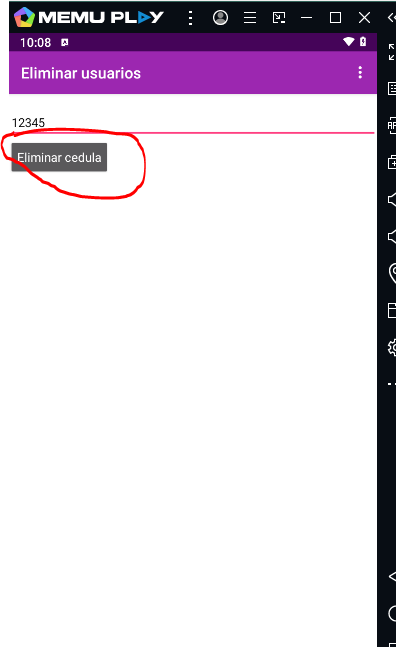 MEMU PLAY
10:08
Eliminar usuarios
12345
Eliminar cedula